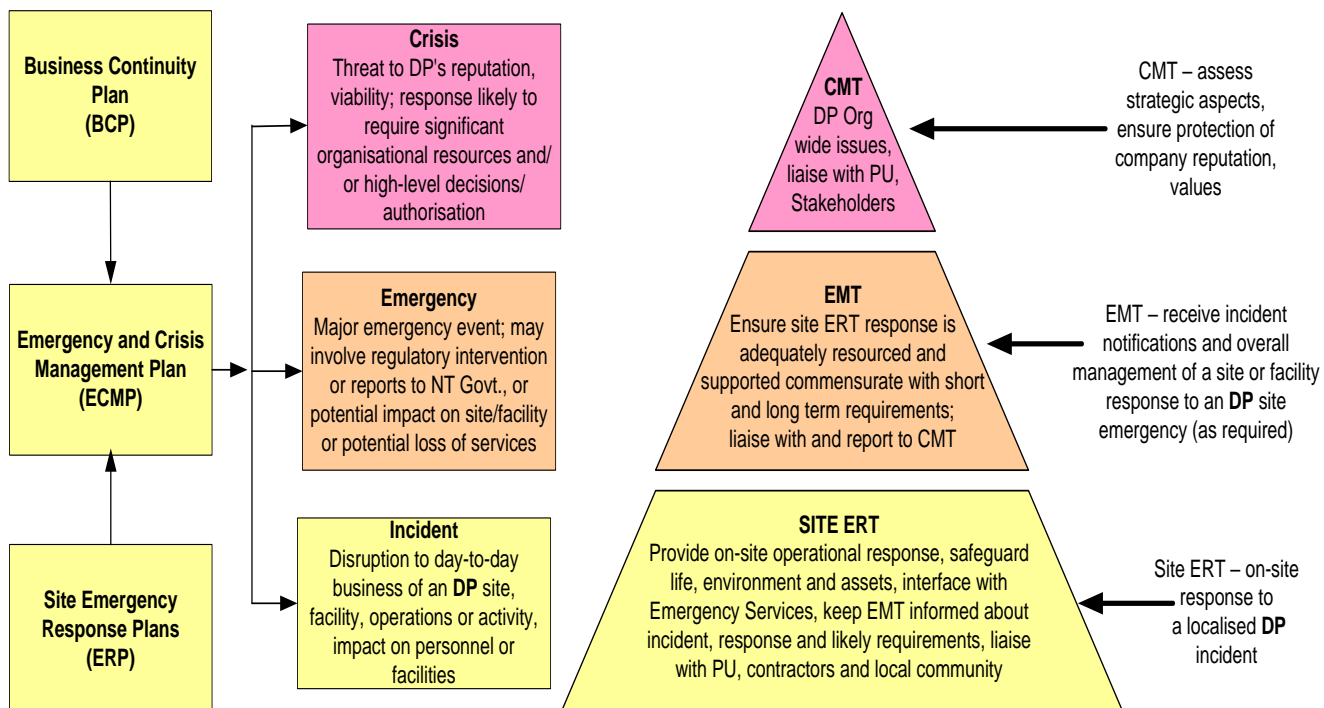 Business Continuity
Plan
(BCP)
Emergency and Crisis
Management Plan
(ECMP)
Site Emergency
Response Plans
(ERP)
Crisis
Threat to DP's reputation,
viability; response likely to
require significant
organisational resources and/
or high-level decisions/
authorisation
Emergency
Major emergency event; may
involve regulatory intervention
or reports to NT Govt., or
potential impact on site/facility
or potential loss of services
Incident
Disruption to day-to-day
business of an DP site,
facility, operations or activity,
impact on personnel or
facilities
CMT
DP Org
wide issues,
liaise with PU,
Stakeholders
EMT
Ensure site ERT response is
adequately resourced and
supported commensurate with short
and long term requirements;
liaise with and report to CMT
SITE ERT
Provide on-site operational response, safeguard
life, environment and assets, interface with
Emergency Services, keep EMT informed about
incident, response and likely requirements, liaise
with PU, contractors and local community
CMT – assess
strategic aspects,
ensure protection of
company reputation,
values
EMT – receive incident
notifications and overall
management of a site or facility
response to an DP site
emergency (as required)
Site ERT – on-site
response to
a localised DP
incident